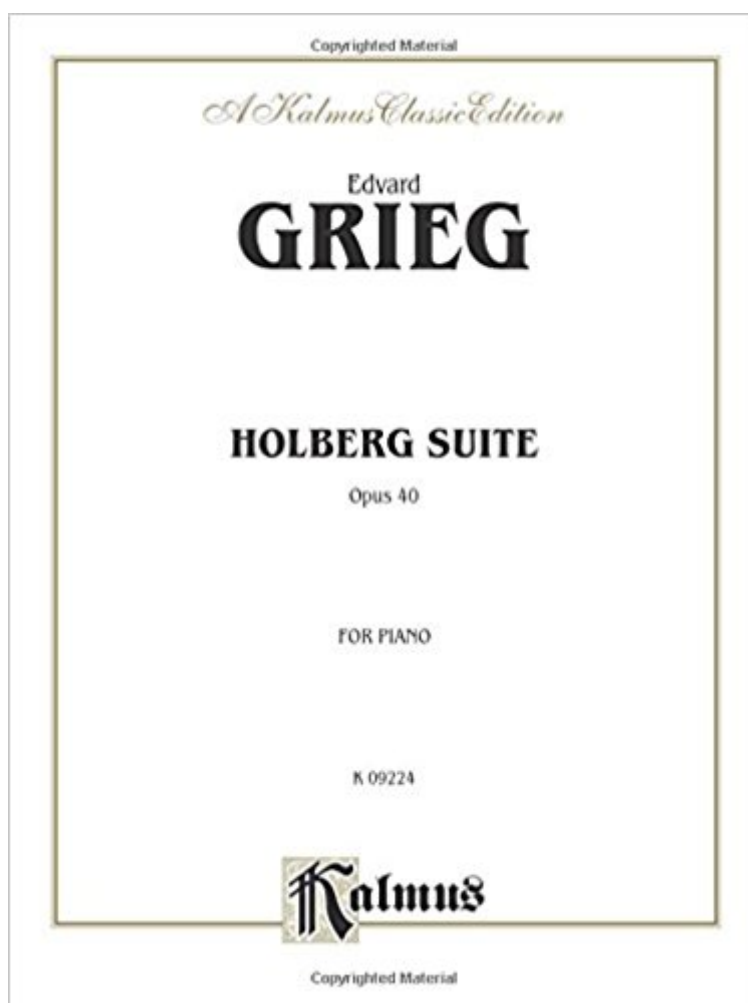 Copyrighted Material
A Kalmus Classic Edition
Edvard
GRIEG
HOLBERG SUITE
Opus 40
FOR PIANO
K 09224
Kalmus
Copyrighted Material